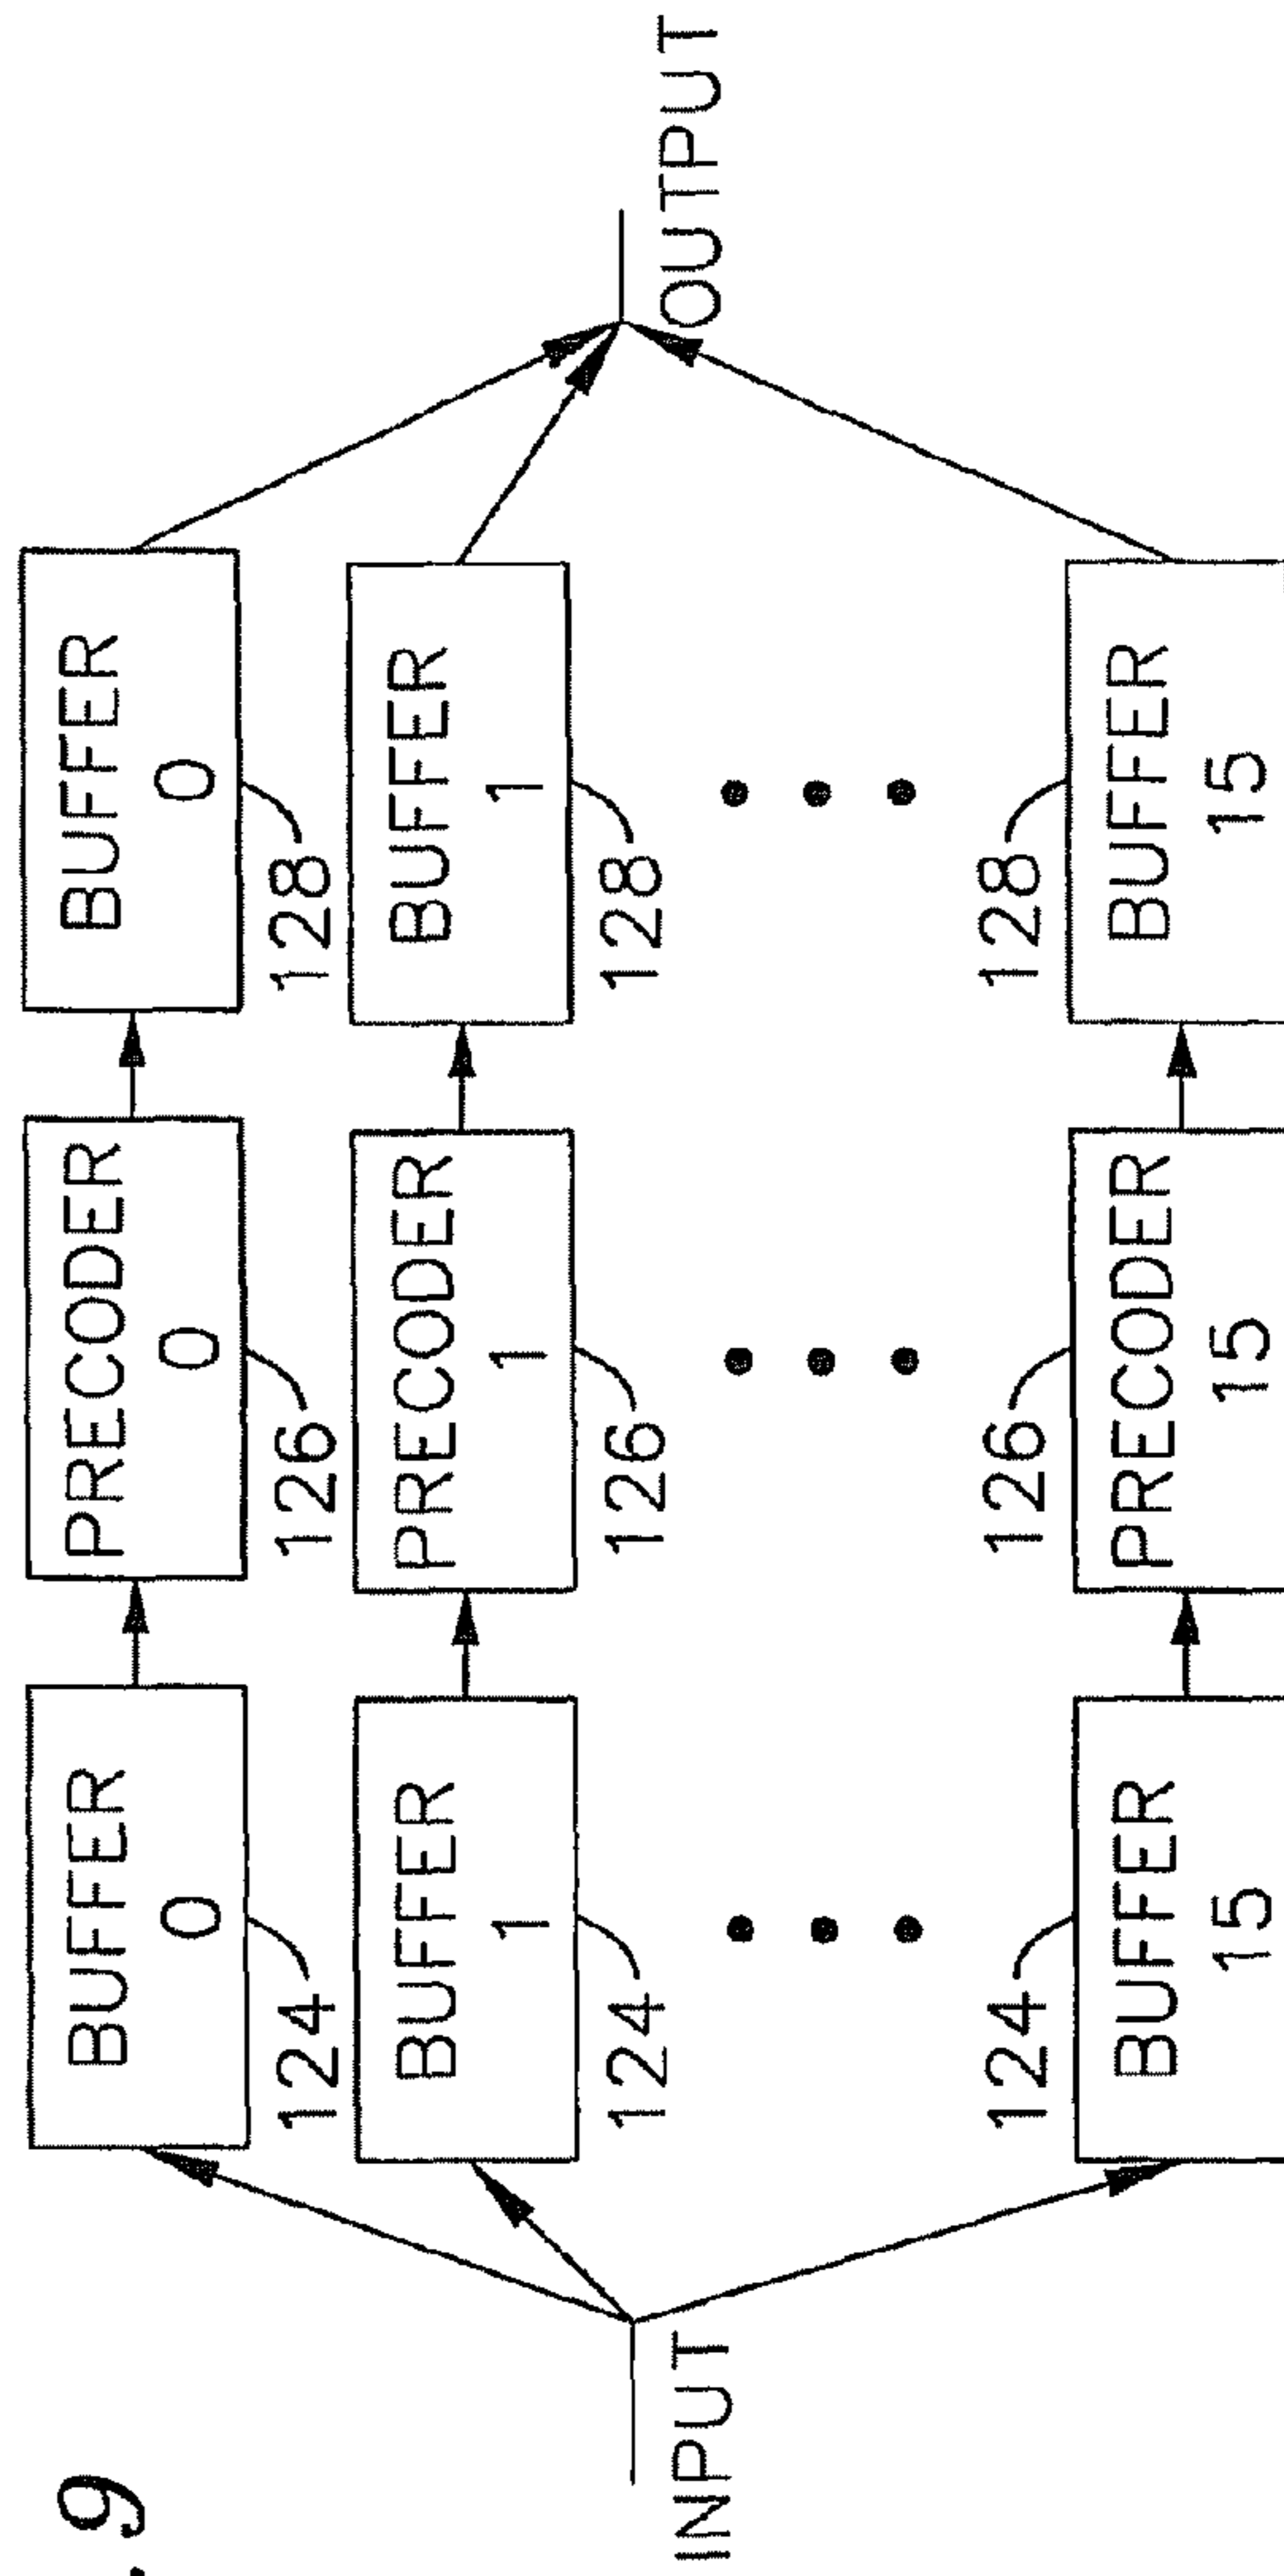 . 9
INPUT
BUFFER
0
124
PRECODER
0
126
BUFFER
0
128
BUFFER
1
124
PRECODER
1
126
BUFFER
1
128
124
BUFFER
15
126
PRECODER
15
128
BUFFER
15
OUTPUT